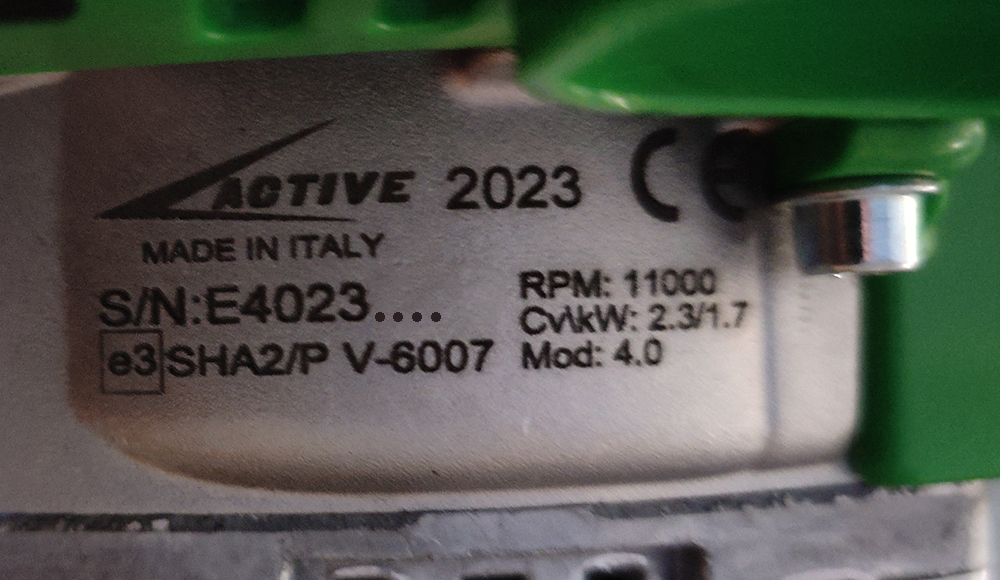 ACTIVE 2023 CE
MADE IN ITALY
S/N:E4023....
e3 SHA2/P V-6007
RPM: 11000
Cv\kW: 2.3/1.7
Mod: 4.0